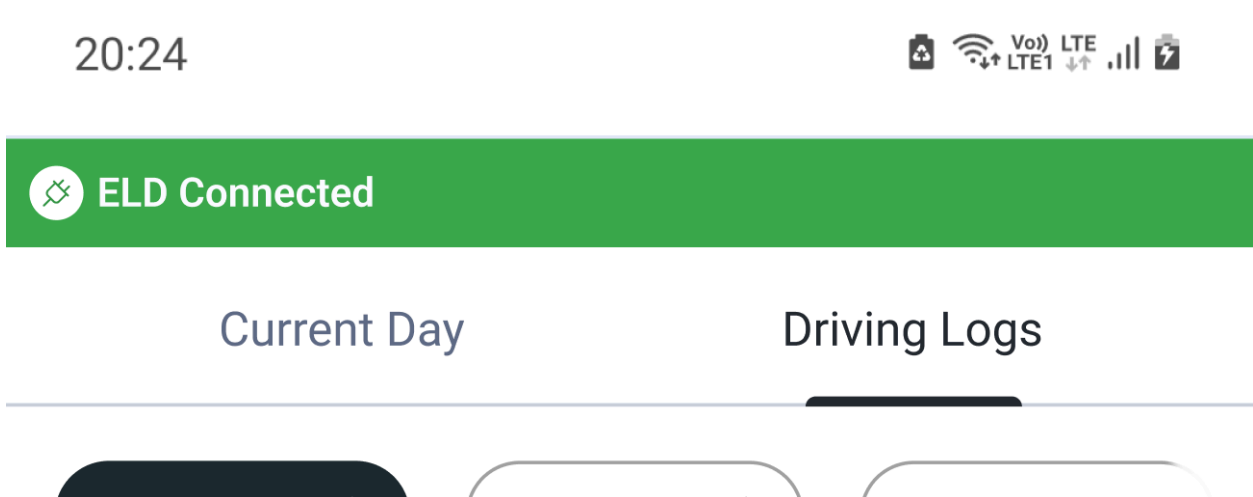 20:24
Vo)) LTE
LTE1
ELD Connected
Current Day Driving Logs